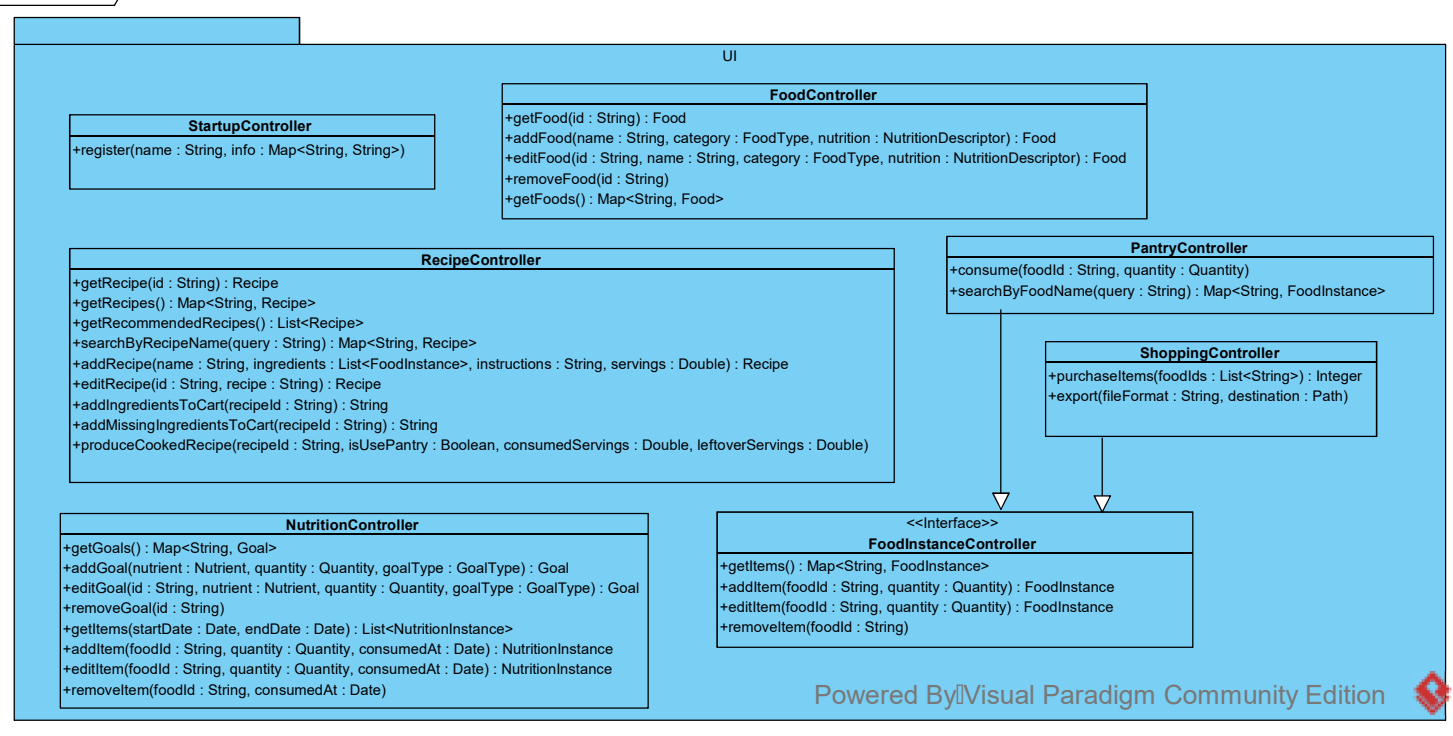 UI
FoodController
+getFood(id : String) : Food
+addFood(name : String, category : FoodType, nutrition : NutritionDescriptor) : Food
+editFood(id : String, name : String, category : FoodType, nutrition : NutritionDescriptor) : Food
+removeFood(id : String)
+getFoods() : Map<String, Food>
StartupController
+register(name : String, info : Map<String, String>)
RecipeController
+getRecipe(id : String) : Recipe
+getRecipes() : Map<String, Recipe>
+getRecommendedRecipes() : List<Recipe>
+searchByRecipeName(query : String) : Map<String, Recipe>
+addRecipe(name : String, ingredients : List<FoodInstance>, instructions : String, servings : Double) : Recipe
+editRecipe(id : String, recipe : String) : Recipe
+addIngredientsToCart(recipeId : String) : String
+addMissingIngredientsToCart(recipeId : String) : String
+produceCookedRecipe(recipeId : String, isUsePantry : Boolean, consumedServings : Double, leftoverServings : Double)
PantryController
+consume(foodId : String, quantity : Quantity)
+searchByFoodName(query : String) : Map<String, FoodInstance>
ShoppingController
+purchaseItems(foodIds : List<String>) : Integer
+export(fileFormat : String, destination : Path)
NutritionController
+getGoals() : Map<String, Goal>
+addGoal(nutrient : Nutrient, quantity : Quantity, goalType : GoalType) : Goal
+editGoal(id : String, nutrient : Nutrient, quantity : Quantity, goalType : GoalType) : Goal
+removeGoal(id : String)
+getItems(startDate : Date, endDate : Date) : List<NutritionInstance>
+addItem(foodId : String, quantity : Quantity, consumedAt : Date) : NutritionInstance
+editItem(foodId : String, quantity : Quantity, consumedAt : Date) : NutritionInstance
+removeItem(foodId : String, consumedAt : Date)
<<Interface>>
FoodInstanceController
+getItems() : Map<String, FoodInstance>
+addItem(foodId : String, quantity : Quantity) : FoodInstance
+editItem(foodId : String, quantity : Quantity) : FoodInstance
+removeItem(foodId : String)
Powered By Visual Paradigm Community Edition